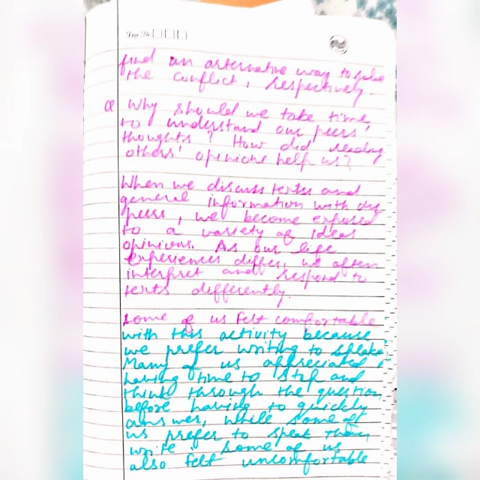 find an alternative way to solve
the conflict, respectively.
Q Why should we take time
to understand our peers'
thoughts? How did reading
others' opinions help us?
When we discuss texts and
general information with
peers, we become exposed
to a variety of ideas
opinions. As our life
experiences differ, we often
interpret and respond to
texts differently.
Some of us felt comfortable
with this activity because
we prefer writing to
Many of us appreciated
having time to stop and
think through the question
before having to quickly
answer, while some of
us prefer to speak than
write. Some of us
also felt uncomfortable